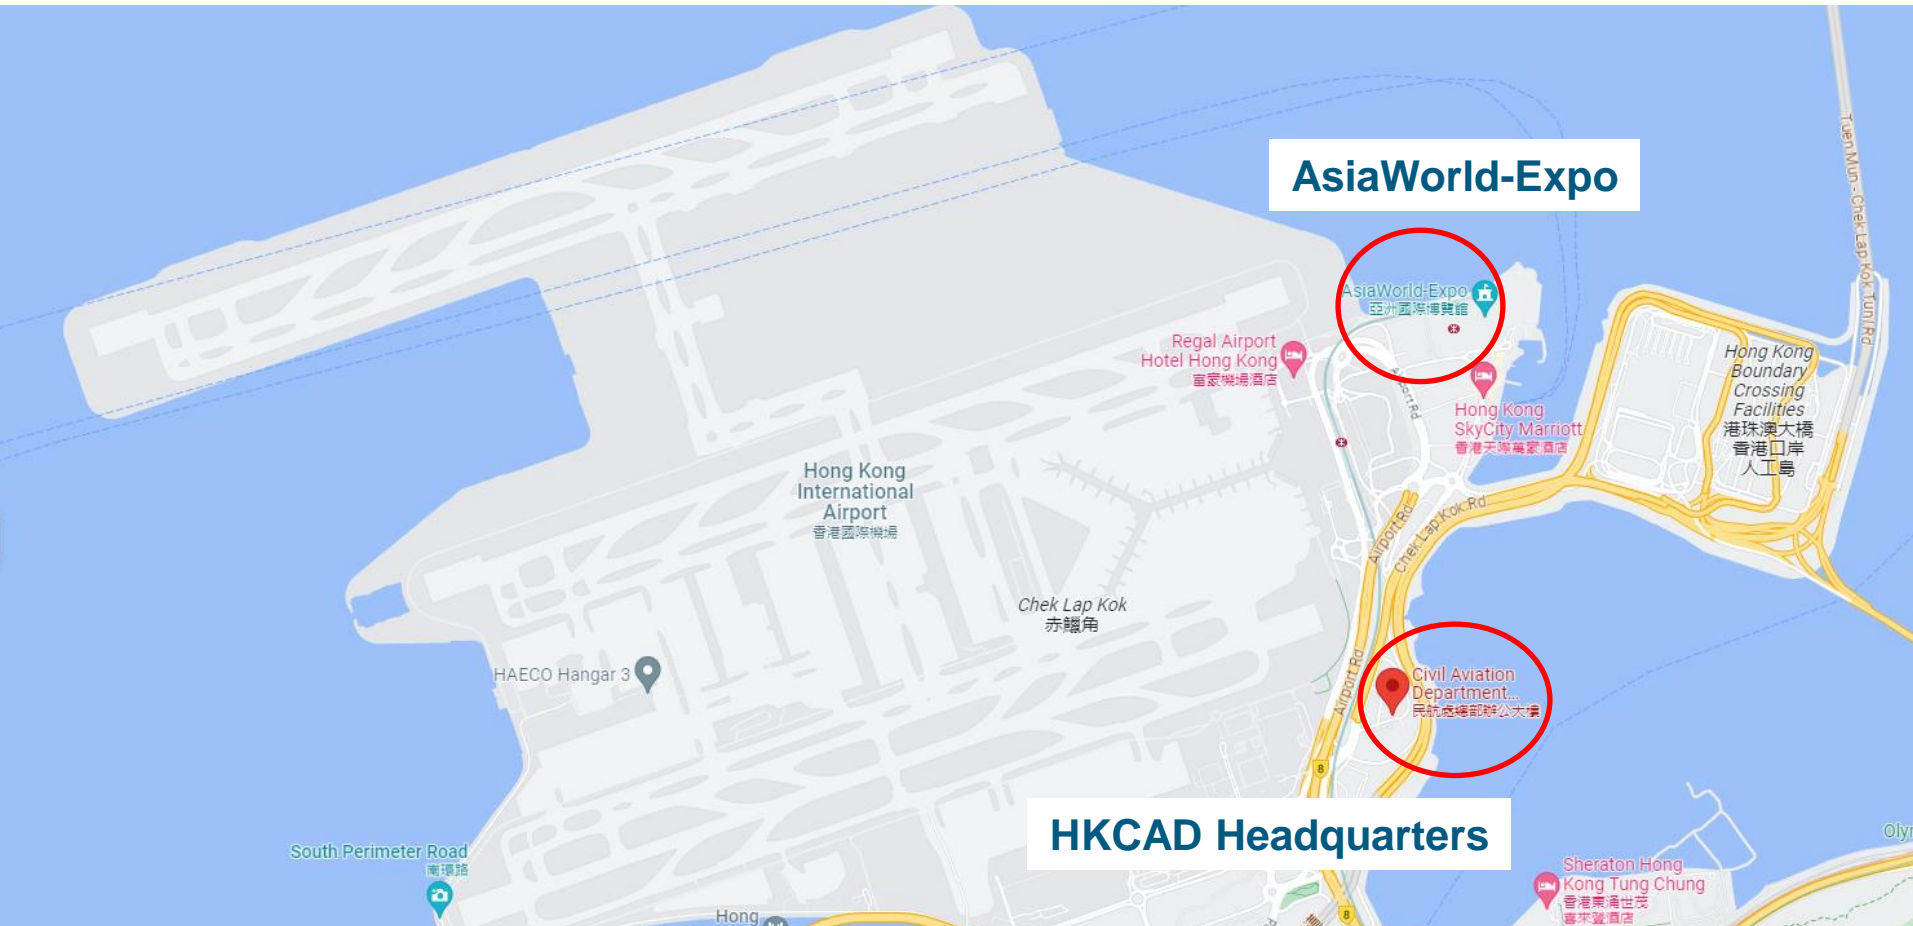 AsiaWorld-Expo
Tuen Mun - Chek Lap Kok Tun Rd
AsiaWorld-Expo
亞洲國際博覽館
Regal Airport
Hotel Hong Kong
富豪機場酒店
Airport Rd
Hong Kong
SkyCity Marriott
香港天際萬豪酒店
Hong Kong
Boundary
Crossing
Facilities
港珠澳大橋
香港口岸
人工島
Hong Kong
International
Airport
香港國際機場
Airport Rd
Chek Lap Kok Rd
Chek Lap Kok
赤鱲角
HAECO Hangar 3
Airport Rd
Civil Aviation
Department...
民航處總部辦公大樓
8
HKCAD Headquarters
South Perimeter Road
南環路
Sheraton Hong
Kong Tung Chung
香港東涌世茂
喜來登酒店
Hong
8